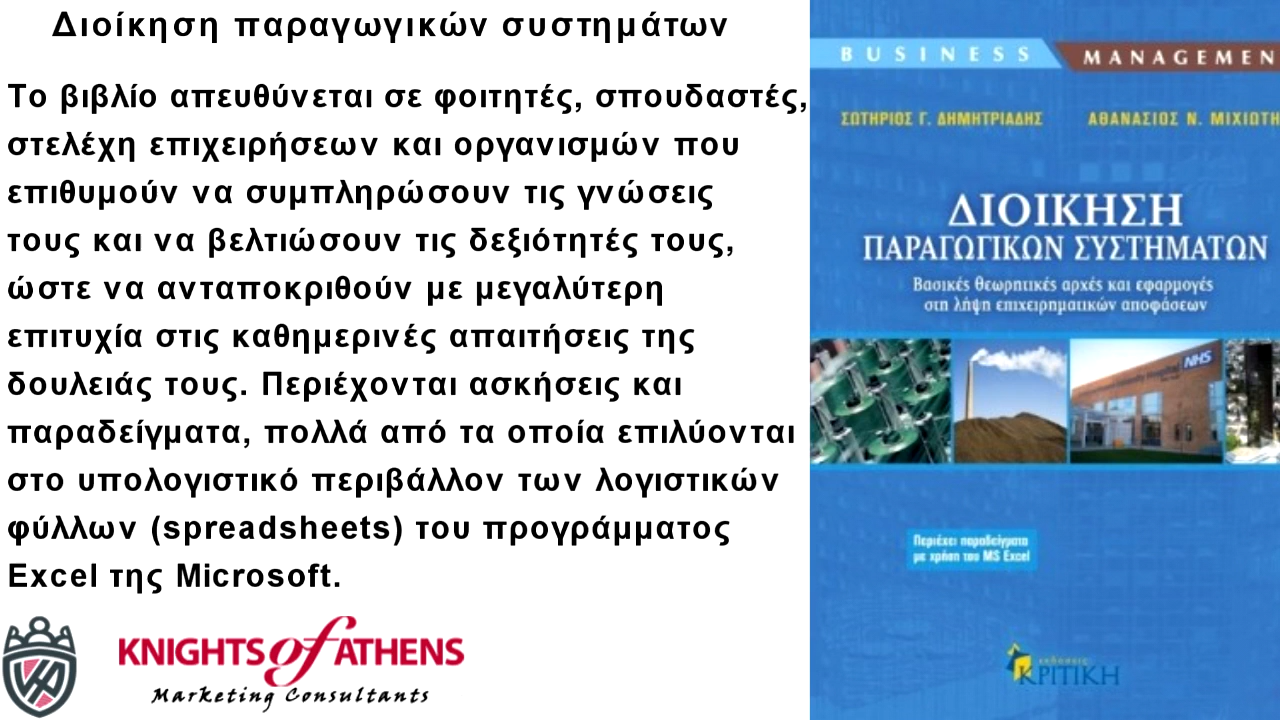 Διοίκηση παραγωγικών συστημάτων
Το βιβλίο απευθύνεται σε φοιτητές, σπουδαστές,
στελέχη επιχειρήσεων και οργανισμών που
επιθυμούν να συμπληρώσουν τις γνώσεις
τους και να βελτιώσουν τις δεξιότητές τους,
ώστε να ανταποκριθούν με μεγαλύτερη
επιτυχία στις καθημερινές απαιτήσεις της
δουλειάς τους. Περιέχονται ασκήσεις και
παραδείγματα, πολλά από τα οποία επιλύονται
στο υπολογιστικό περιβάλλον των λογιστικών
φύλλων (spreadsheets) του προγράμματος
Excel της Microsoft.
KNIGHTS of ATHENS
Marketing Consultants
BUSINESS MANAGEMEN
ΣΩΤΗΡΙΟΣ Γ. ΔΗΜΗΤΡΙΑΔΗΣ ΑΘΑΝΑΣΙΟΣ Ν. ΜΙΧΙΩΤΗ
ΔΙΟΙΚΗΣΗ
ΠΑΡΑΓΩΓΙΚΩΝ ΣΥΣΤΗΜΑΤΩΝ
Βασικές θεωρητικές αρχές και εφαρμογές
στη λήψη επιχειρηματικών αποφάσεων
NHS
Περιέχει παραδείγματα
με χρήση του MS Excel
εκδόσεις
ΚΡΙΤΙΚΗ